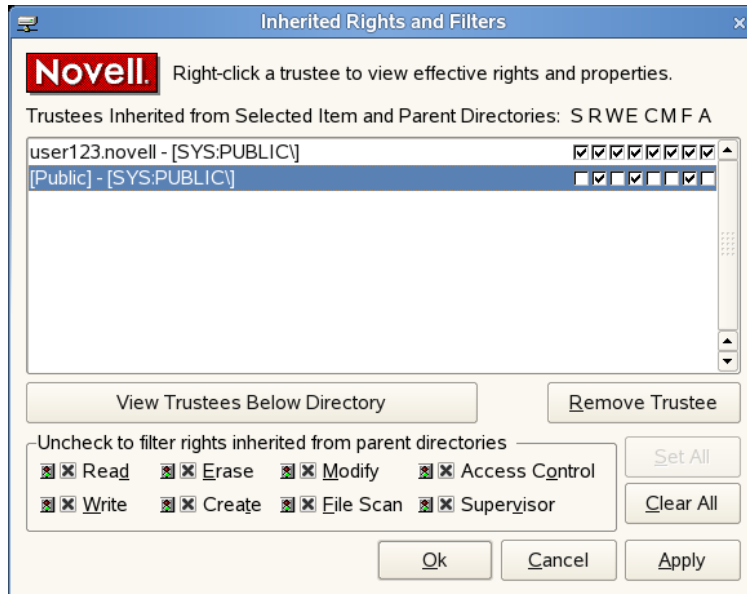 Inherited Rights and Filters
Novell. Right-click a trustee to view effective rights and properties.
Trustees Inherited from Selected Item and Parent Directories: S R W E C M F A
user123.novell - [SYS:PUBLIC\]
[Public] - [SYS:PUBLIC\]
View Trustees Below Directory Remove Trustee
Uncheck to filter rights inherited from parent directories
Set All
Read Erase Modify Access Control
Write Create File Scan Supervisor
Clear All
Ok Cancel Apply